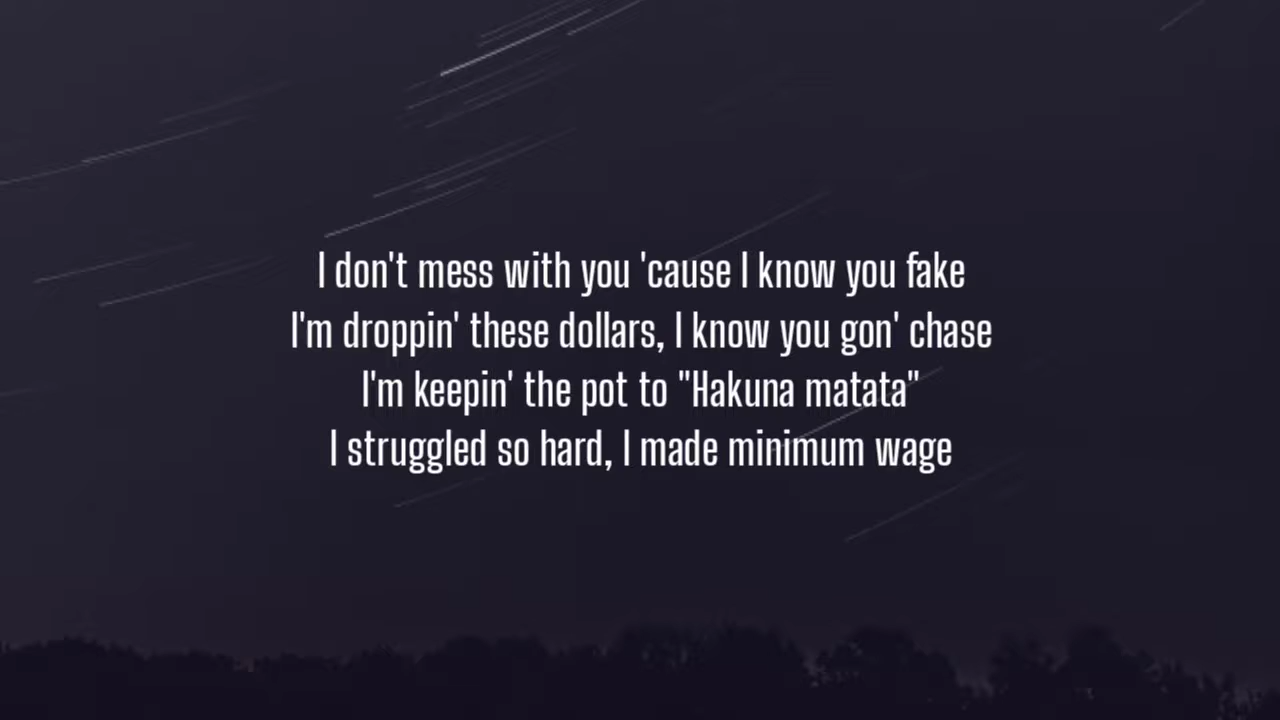 I don't mess with you 'cause I know you fake
I'm droppin' these dollars, I know you gon' chase
I'm keepin' the pot to "Hakuna matata"
I struggled so hard, I made minimum wage